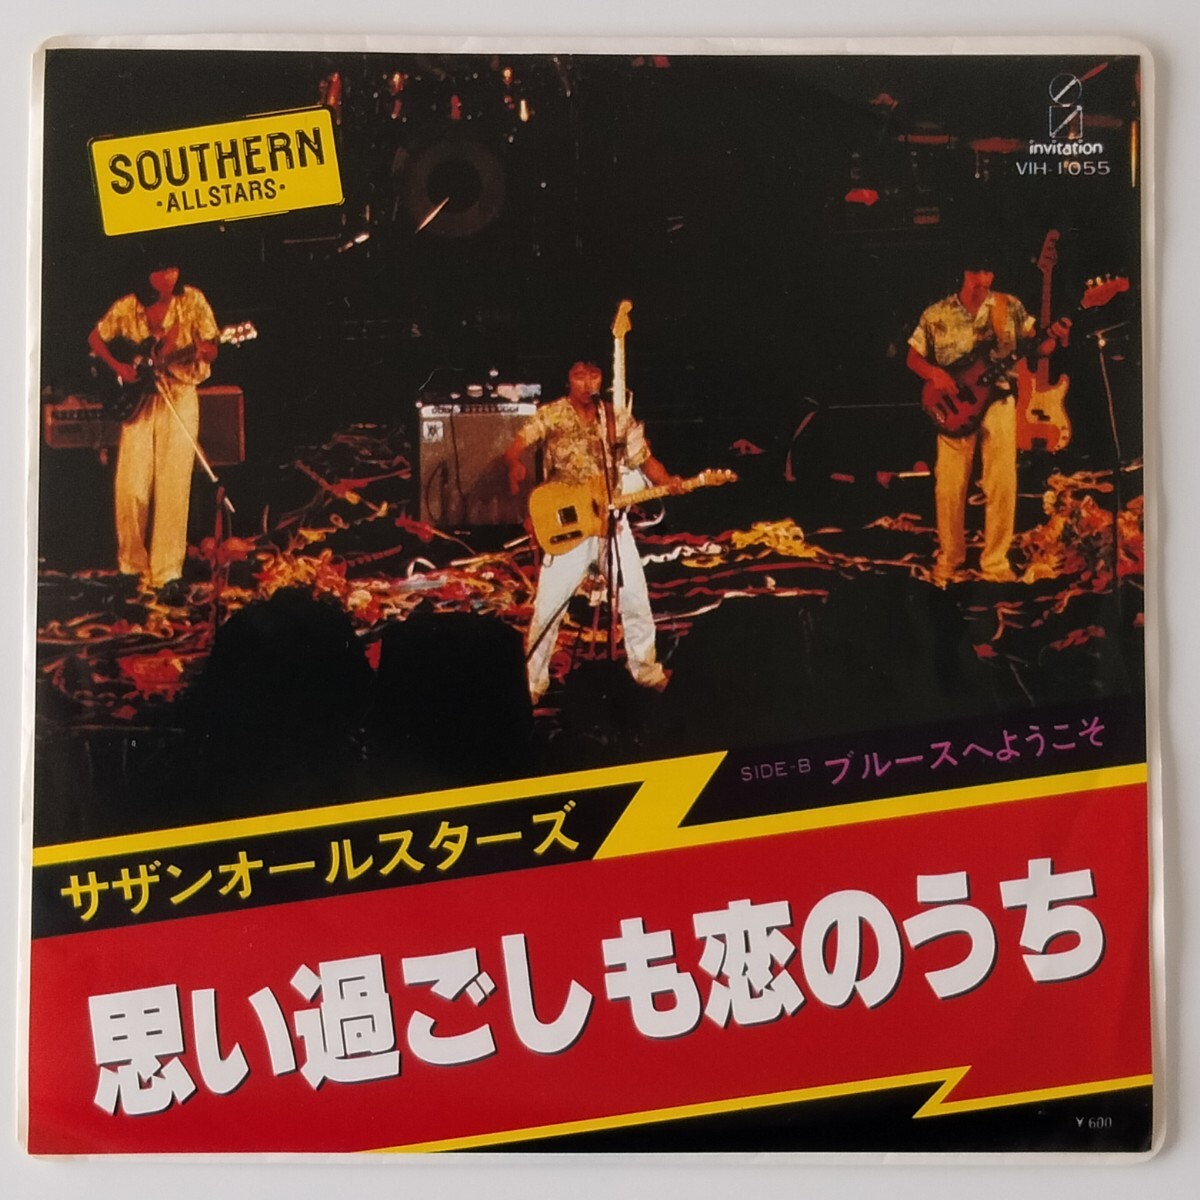 SOUTHERN
・ALLSTARS・
invitation
VIH-1055
SIDE-B ブルースへようこそ
サザンオールスターズ
思い過ごしも恋のうち
￥600